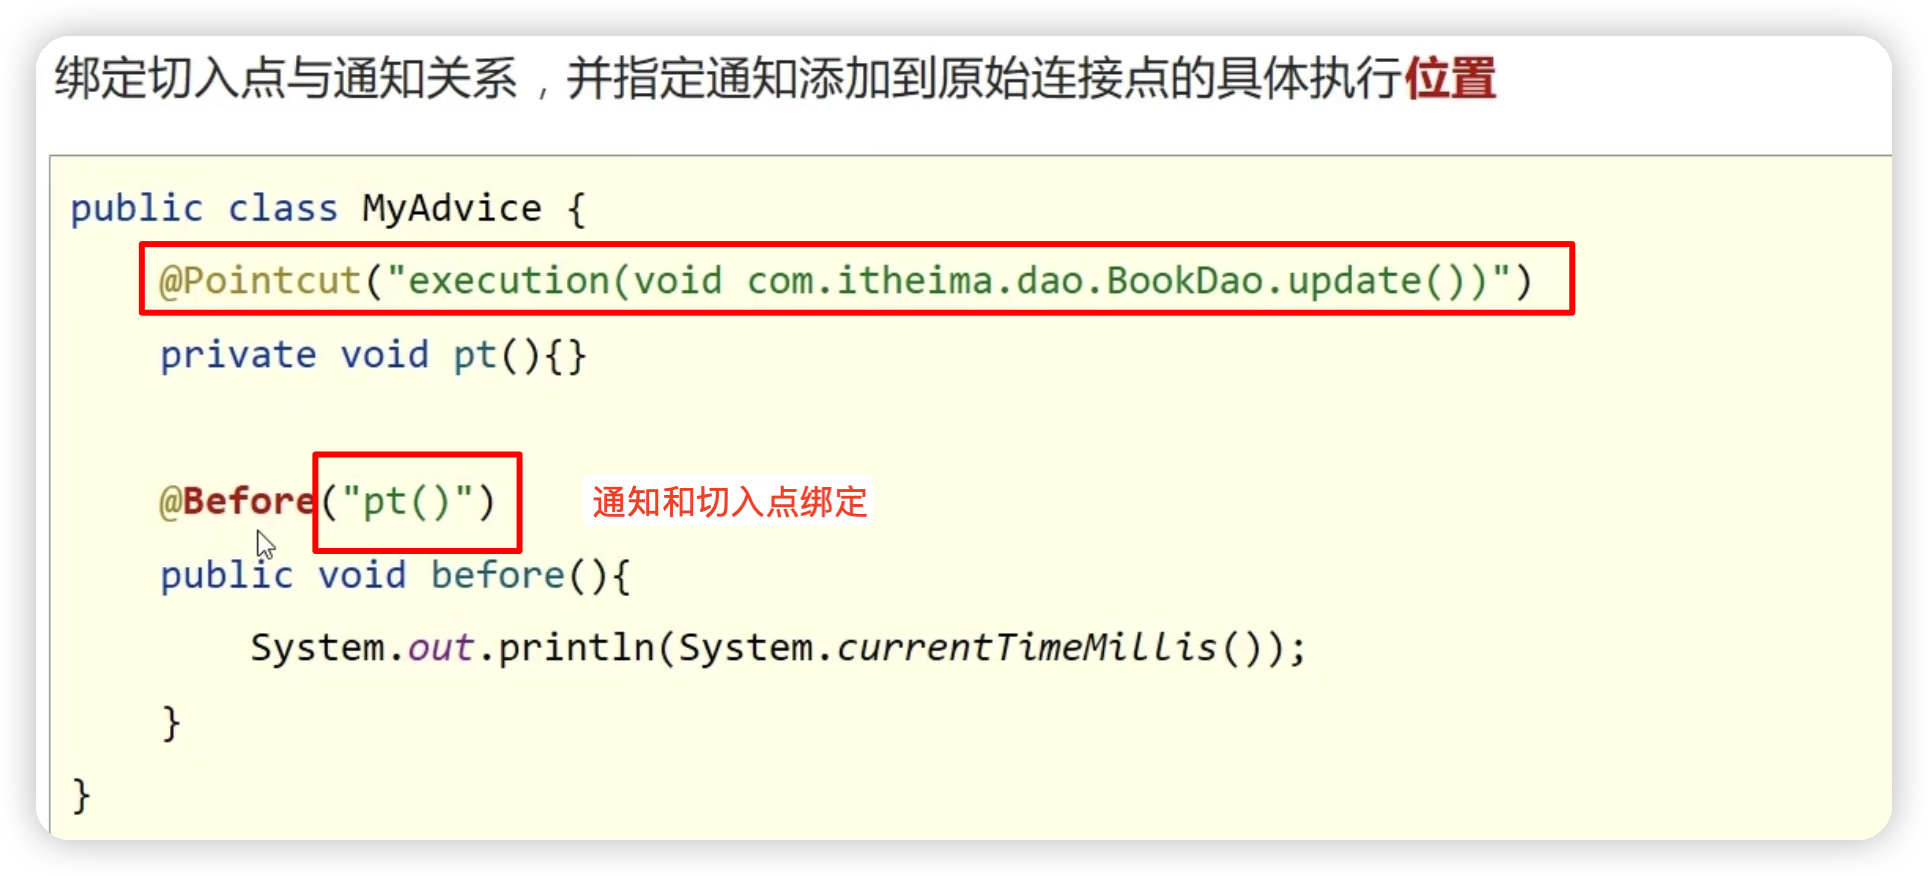 绑定切入点与通知关系，并指定通知添加到原始连接点的具体执行位置
public class MyAdvice {
@Pointcut("execution(void com.itheima.dao.BookDao.update())")
private void pt(){}
@Before("pt()") 通知和切入点绑定
public void before(){
System.out.println(System.currentTimeMillis());
}
}